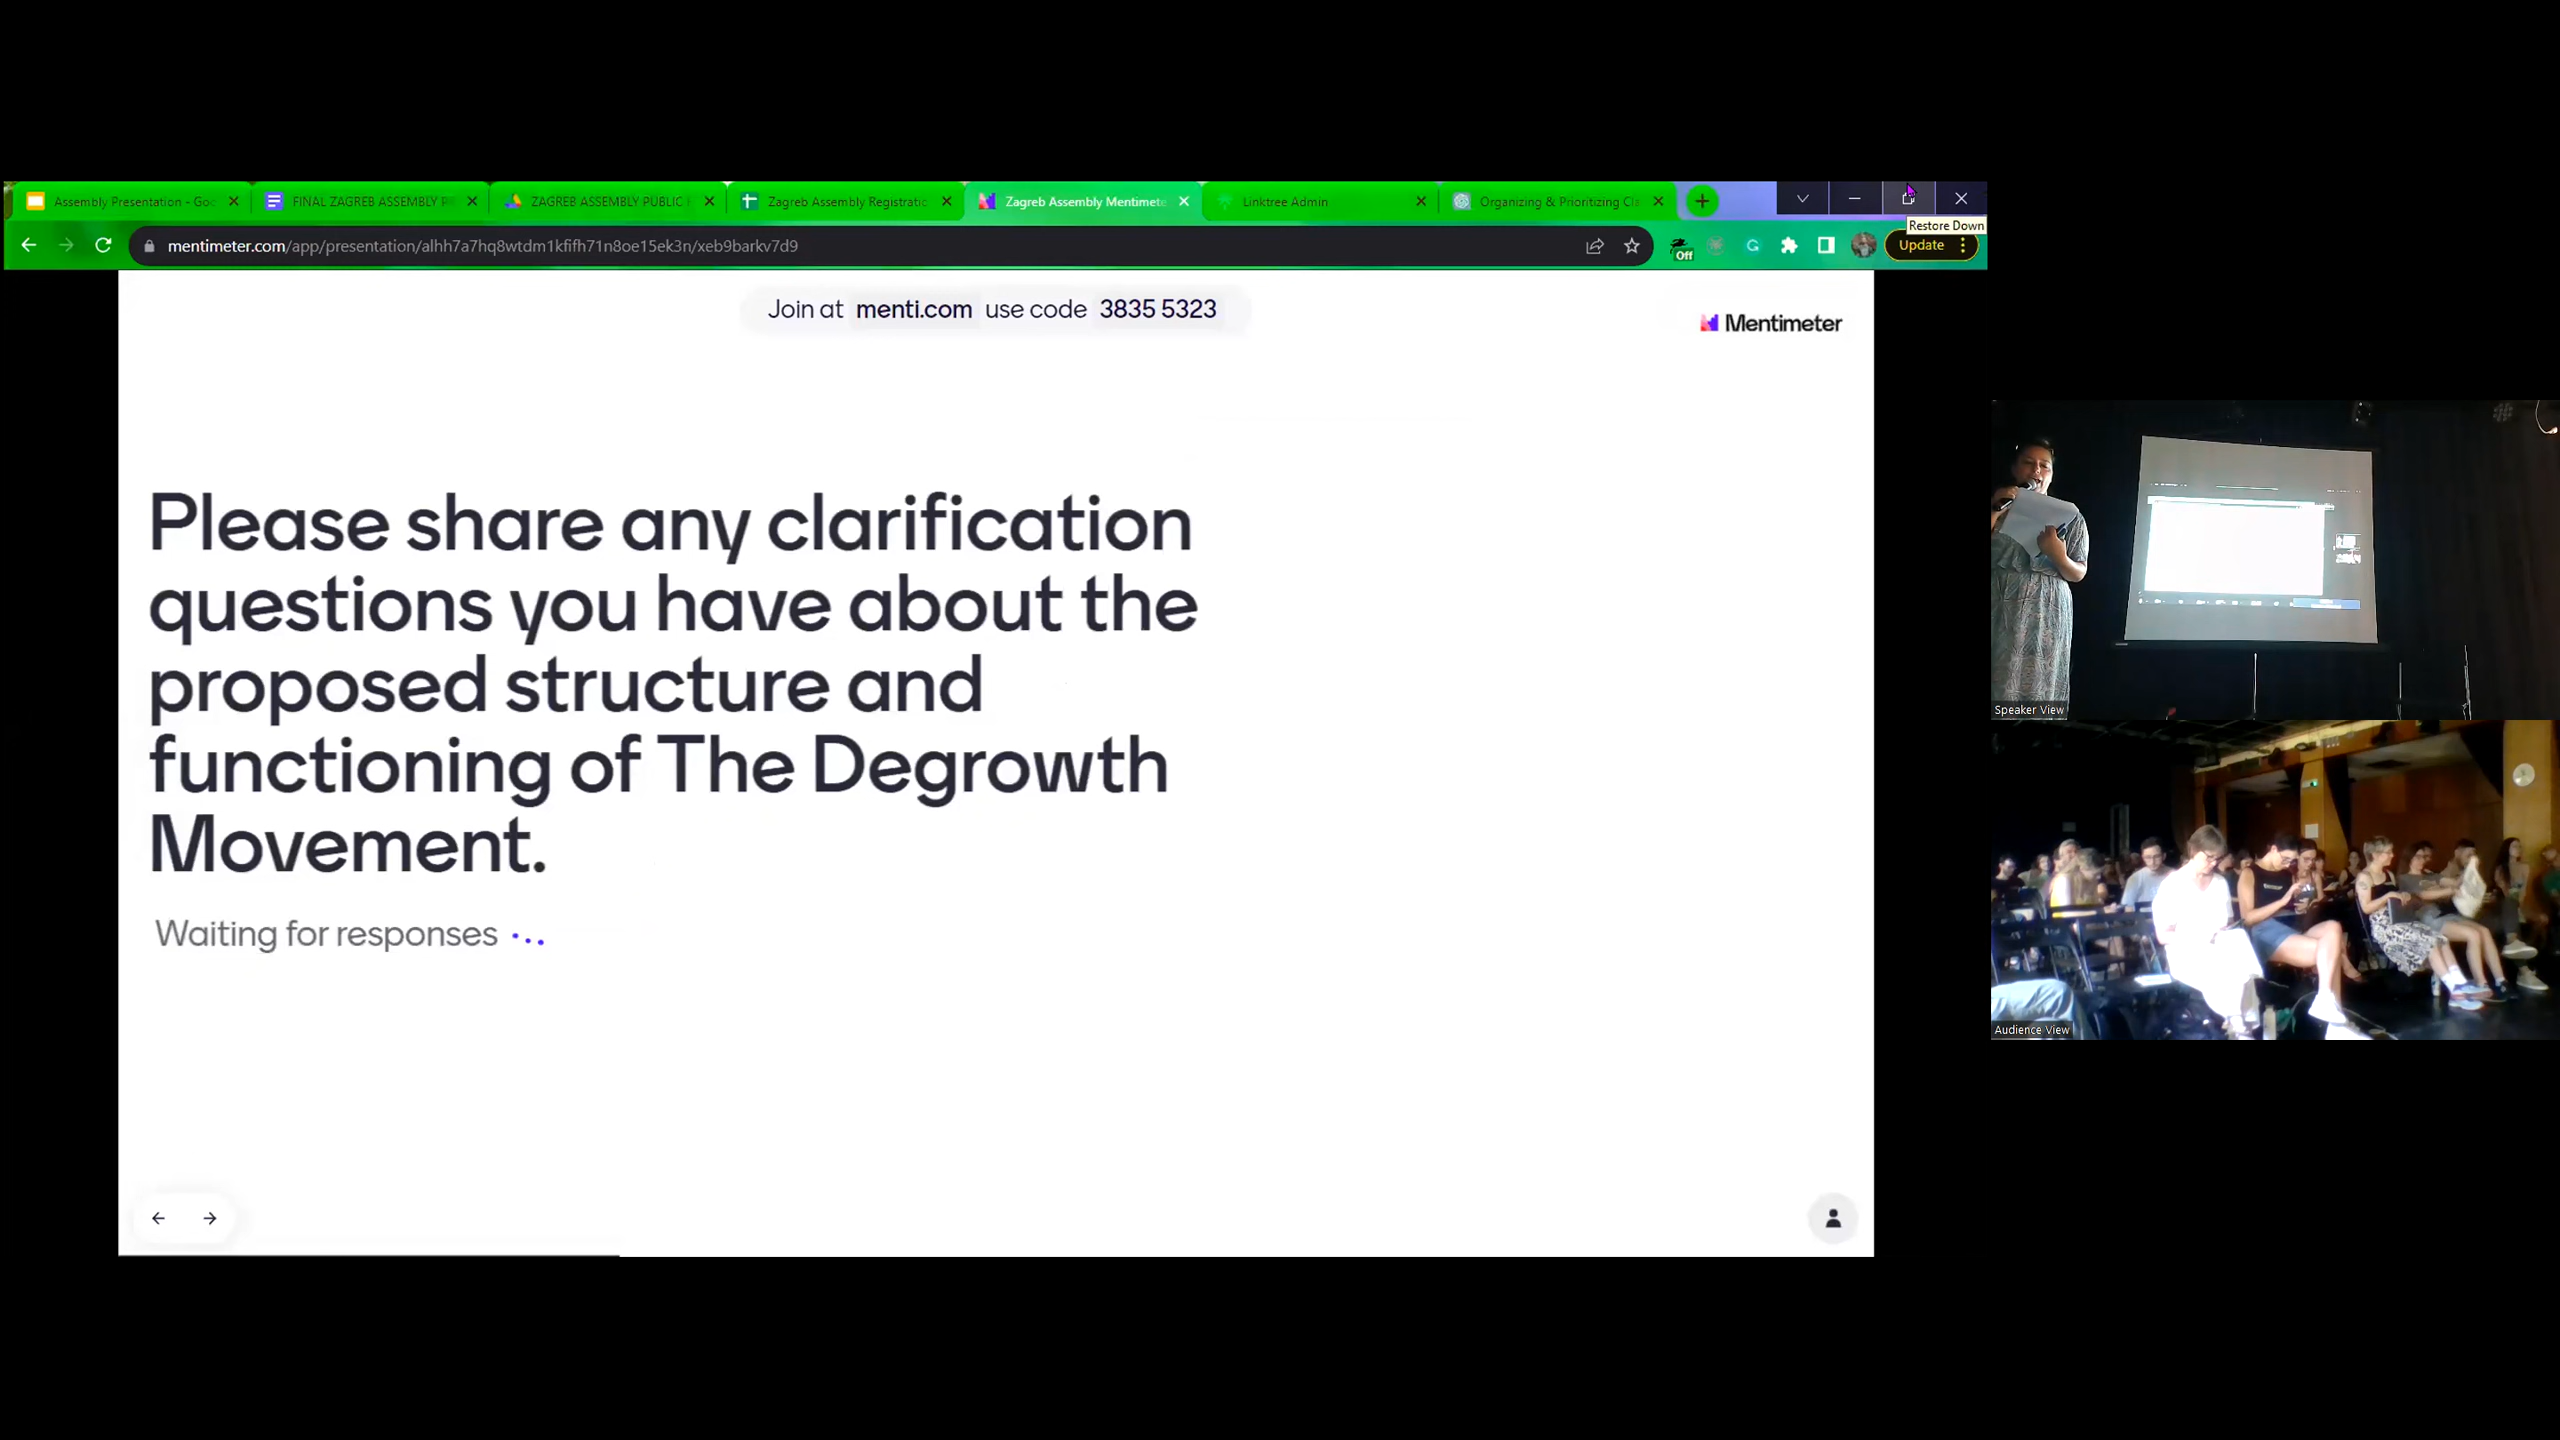 Assembly Presentation - Goo
FINAL ZAGREB ASSEMBLY P
ZAGREB ASSEMBLY PUBLIC
Zagreb Assembly Registratio
Zagreb Assembly Mentimete
Linktree Admin
Organizing & Prioritizing Cla
Restore Down
mentimeter.com/app/presentation/alhh7a7hq8wtdm1kfifh71n8oe15ek3n/xeb9barkv7d9
Off
Update
Join at menti.com use code 3835 5323
Mentimeter
Please share any clarification
questions you have about the
proposed structure and
functioning of The Degrowth
Movement.
Waiting for responses
Speaker View
Audience View